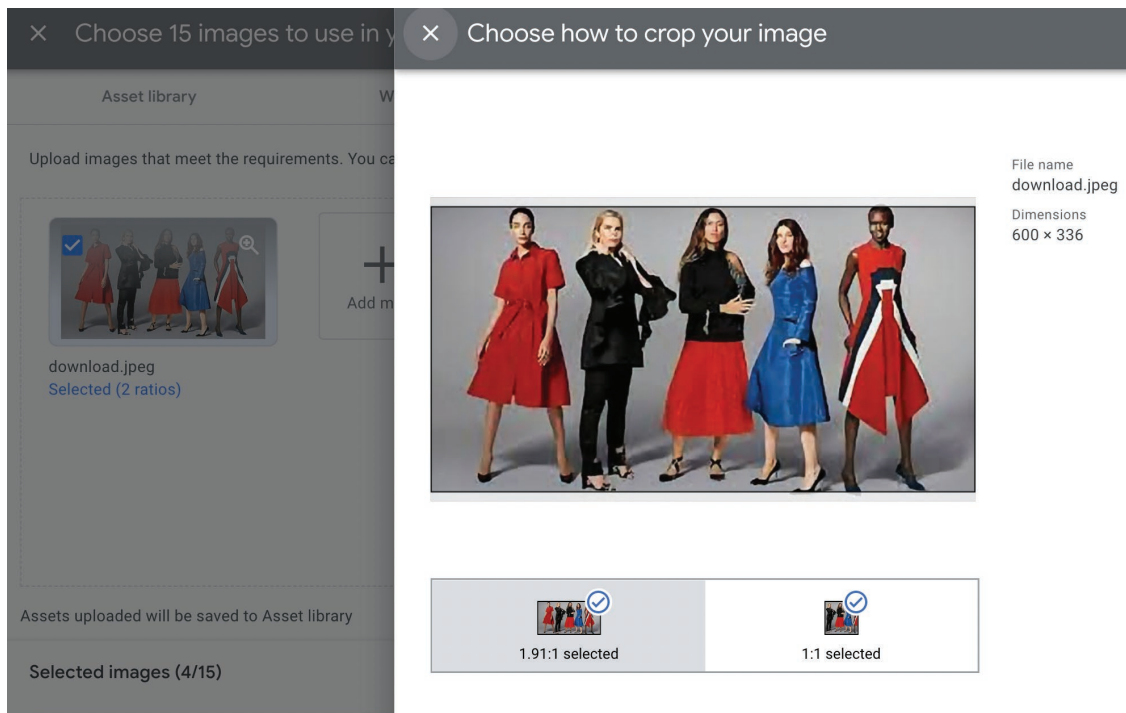 Choose 15 images to use in y
Choose how to crop your image
Asset library
W
Upload images that meet the requirements. You ca
File name
download.jpeg
Dimensions
600 × 336
Add m
download.jpeg
Selected (2 ratios)
1.91:1 selected
1:1 selected
Assets uploaded will be saved to Asset library
Selected images (4/15)